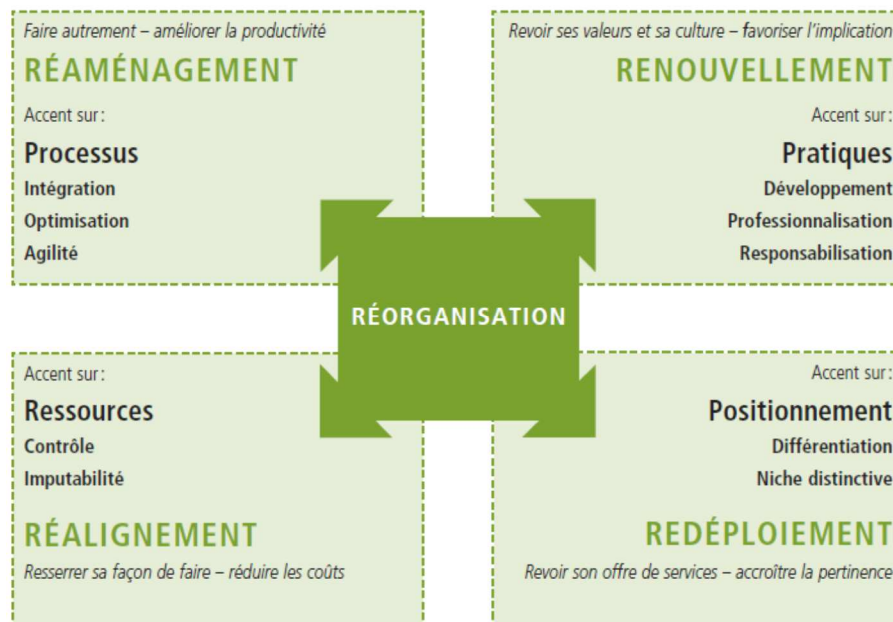 Faire autrement – améliorer la productivité
RÉAMÉNAGEMENT
Accent sur :
Processus
Intégration
Optimisation
Agilité
Revoir ses valeurs et sa culture – favoriser l'implication
RENOUVELLEMENT
Accent sur :
Pratiques
Développement
Professionnalisation
Responsabilisation
RÉORGANISATION
Accent sur :
Ressources
Contrôle
Imputabilité
RÉALIGNEMENT
Resserrer sa façon de faire – réduire les coûts
Accent sur :
Positionnement
Différentiation
Niche distinctive
REDÉPLOIEMENT
Revoir son offre de services – accroître la pertinence